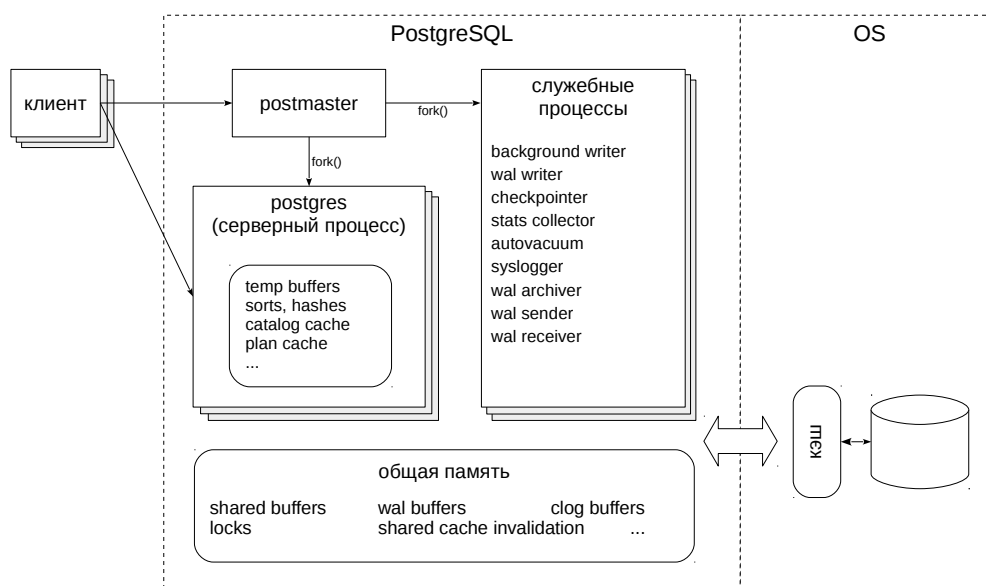 PostgreSQL
OS
клиент
postmaster
fork()
fork()
служебные
процессы
background writer
wal writer
checkpointer
stats collector
autovacuum
syslogger
wal archiver
wal sender
wal receiver
postgres
(серверный процесс)
temp buffers
sorts, hashes
catalog cache
plan cache
...
кэш
общая память
shared buffers wal buffers clog buffers
locks shared cache invalidation ...